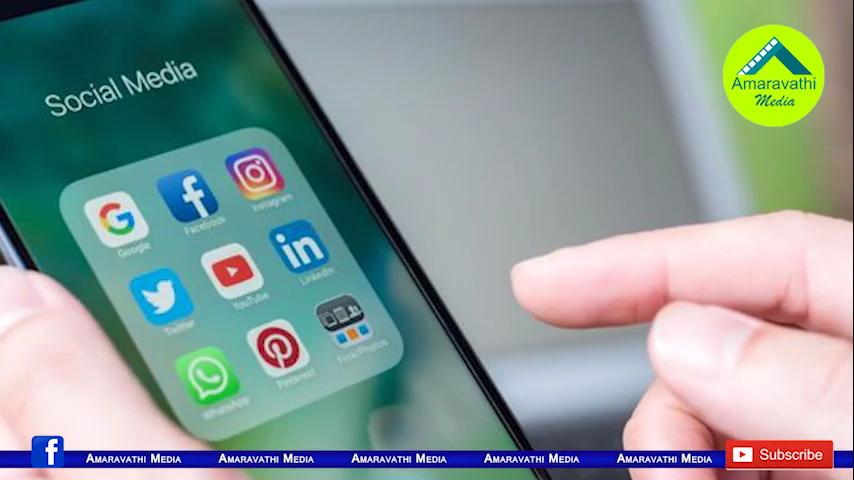 Social Media
Amaravathi
Media
Google
Facebook
Instagram
Twitter
YouTube
LinkedIn
WhatsApp
Pinterest
AMARAVATHI MEDIA AMARAVATHI MEDIA AMARAVATHI MEDIA AMARAVATHI MEDIA AMARAVATHI MEDIA
Subscribe